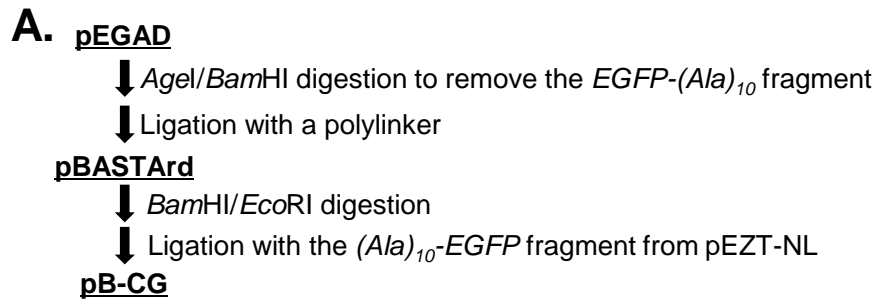 A. pEGAD
AgeI/BamHI digestion to remove the EGFP-(Ala)10 fragment
Ligation with a polylinker
pBASTArd
BamHI/EcoRI digestion
Ligation with the (Ala)10-EGFP fragment from pEZT-NL
pB-CG